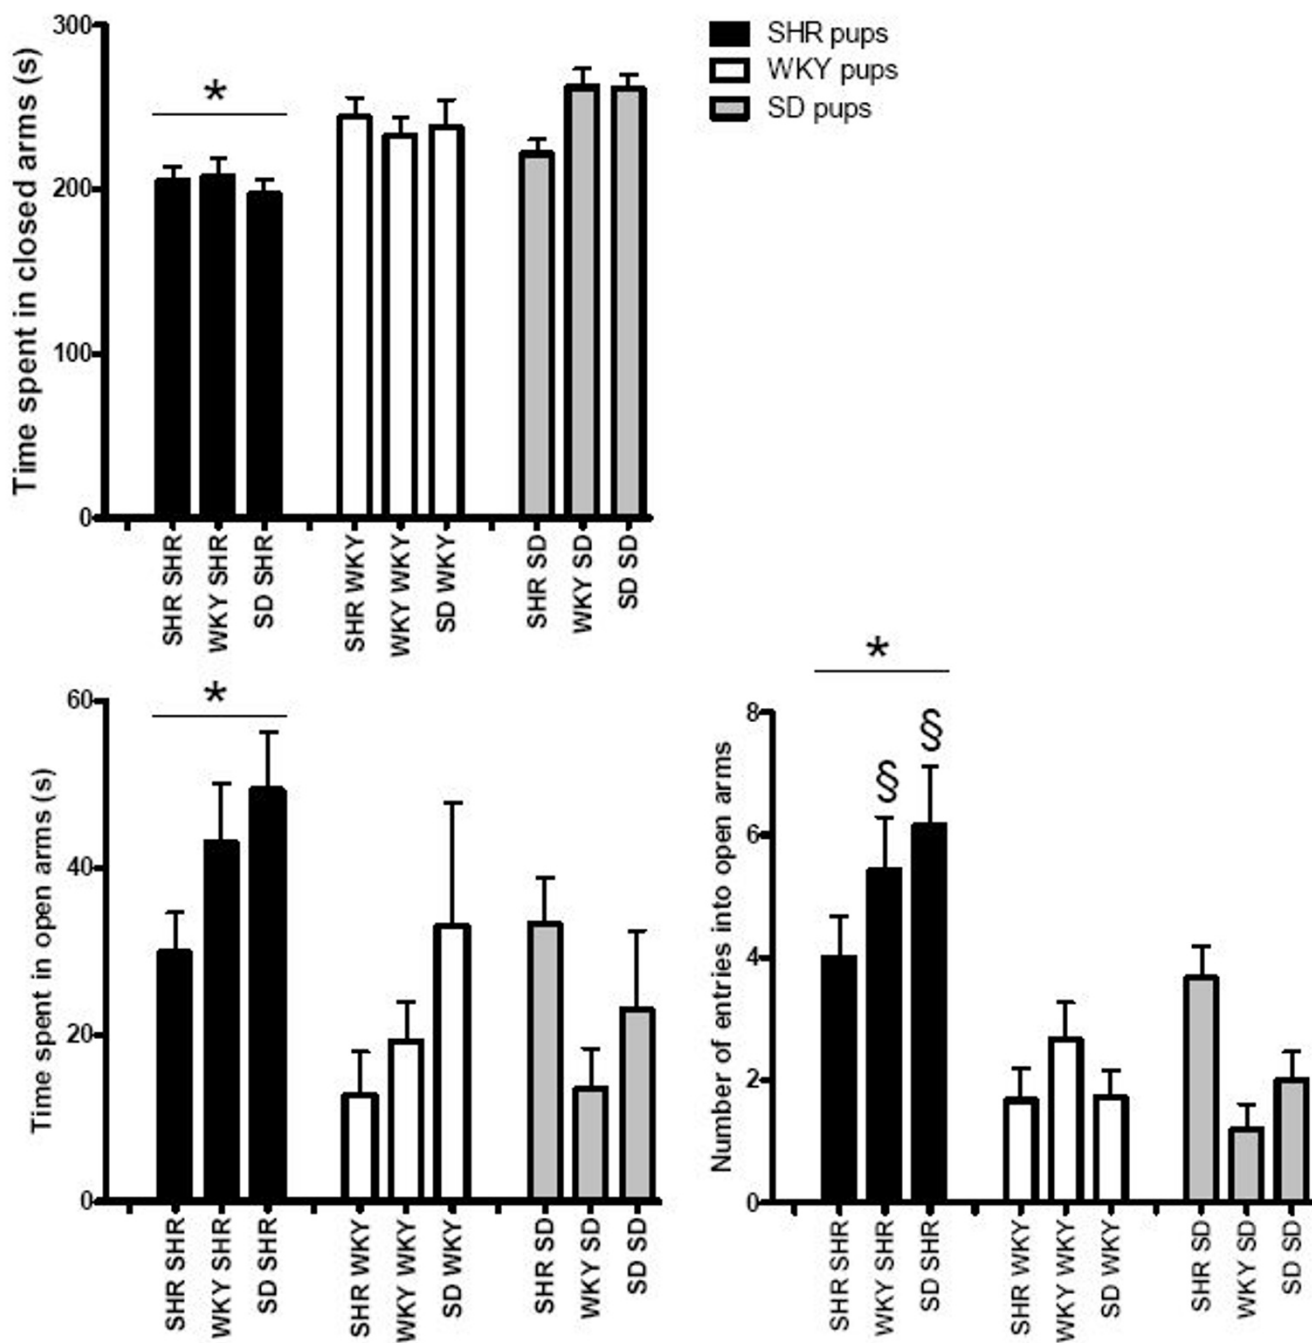 300
200
100
0
Time spent in closed arms (s)
*
SHR pups
WKY pups
SD pups
SHR SHR
WKY SHR
SD SHR
SHR WKY
WKY WKY
SD WKY
SHR SD
WKY SD
SD SD
60
40
20
0
Time spent in open arms (s)
*
SHR SHR
WKY SHR
SD SHR
SHR WKY
WKY WKY
SD WKY
SHR SD
WKY SD
SD SD
8
6
4
2
0
Number of entries into open arms
*
§
§
SHR SHR
WKY SHR
SD SHR
SHR WKY
WKY WKY
SD WKY
SHR SD
WKY SD
SD SD